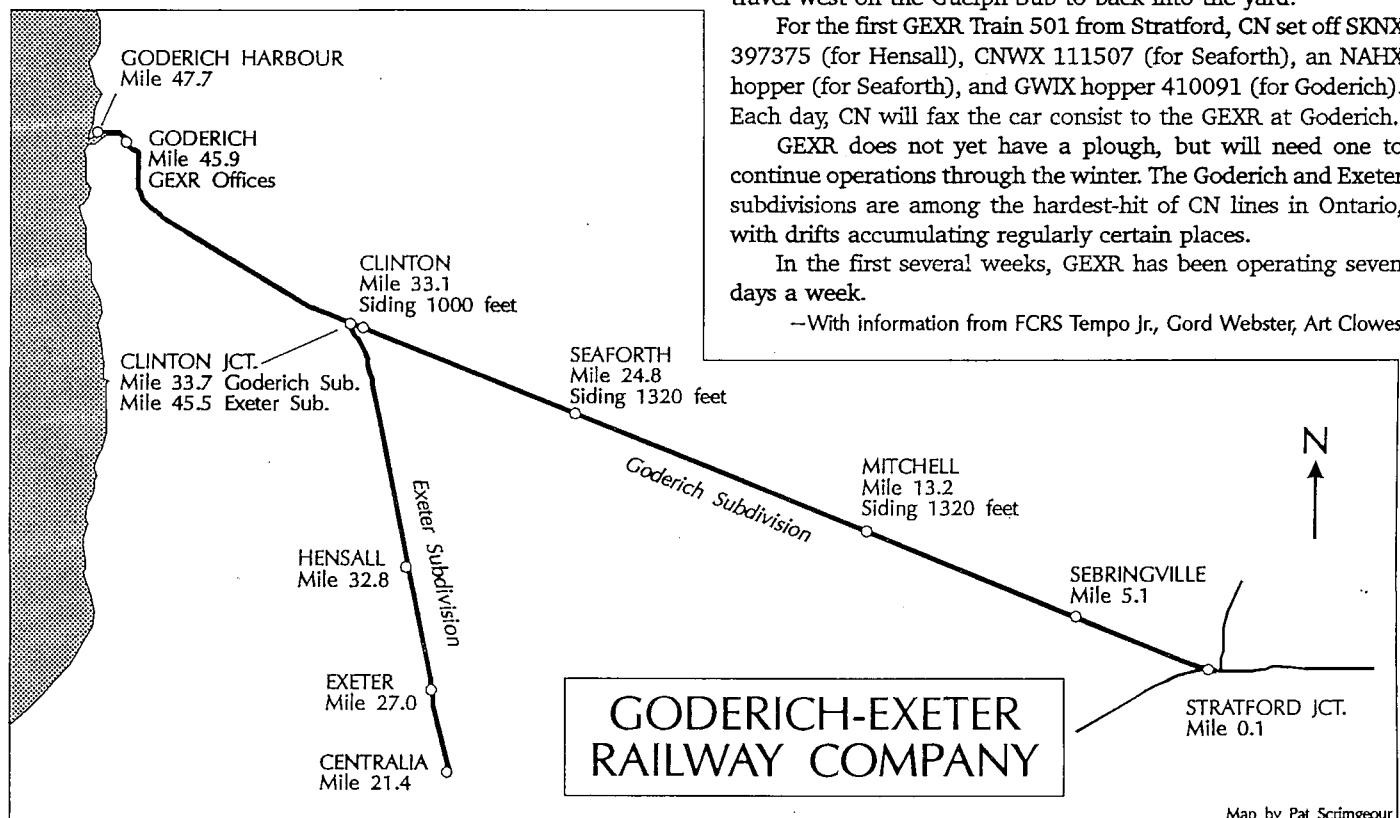 travel west on the Guelph Sub to back into the yard.
For the first GEXR Train 501 from Stratford, CN set off SKNX
397375 (for Hensall), CNWX 111507 (for Seaforth), an NAHX
hopper (for Seaforth), and GWIX hopper 410091 (for Goderich).
Each day, CN will fax the car consist to the GEXR at Goderich.
GEXR does not yet have a plough, but will need one to
continue operations through the winter. The Goderich and Exeter
subdivisions are among the hardest-hit of CN lines in Ontario,
with drifts accumulating regularly certain places.
In the first several weeks, GEXR has been operating seven
days a week.
–With information from FCRS Tempo Jr., Gord Webster, Art Clowes
GODERICH HARBOUR
Mile 47.7
GODERICH
Mile 45.9
GEXR Offices
CLINTON
Mile 33.1
Siding 1000 feet
CLINTON JCT.
Mile 33.7 Goderich Sub.
Mile 45.5 Exeter Sub.
SEAFORTH
Mile 24.8
Siding 1320 feet
Goderich Subdivision
MITCHELL
Mile 13.2
Siding 1320 feet
N
Exeter Subdivision
HENSALL
Mile 32.8
SEBRINGVILLE
Mile 5.1
EXETER
Mile 27.0
STRATFORD JCT.
Mile 0.1
CENTRALIA
Mile 21.4
GODERICH-EXETER
RAILWAY COMPANY
Map by Pat Scrimgeour